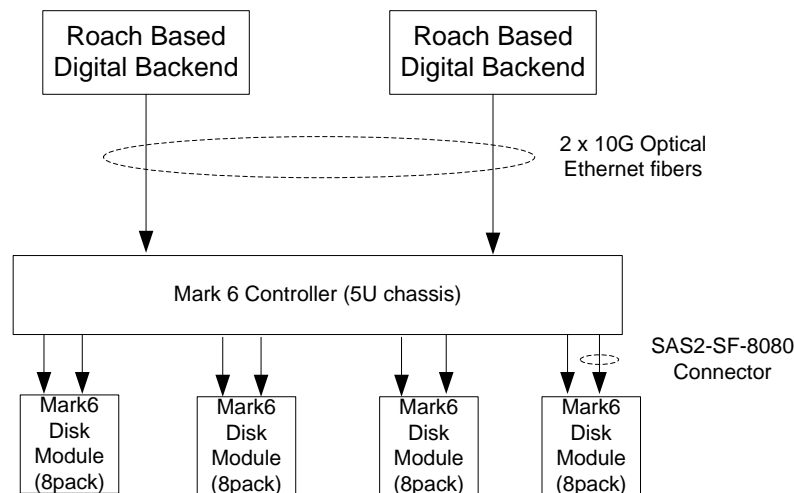 Roach Based
Digital Backend
Roach Based
Digital Backend
2 x 10G Optical
Ethernet fibers
Mark 6 Controller (5U chassis)
SAS2-SF-8080
Connector
Mark6
Disk
Module
(8pack)
Mark6
Disk
Module
(8pack)
Mark6
Disk
Module
(8pack)
Mark6
Disk
Module
(8pack)